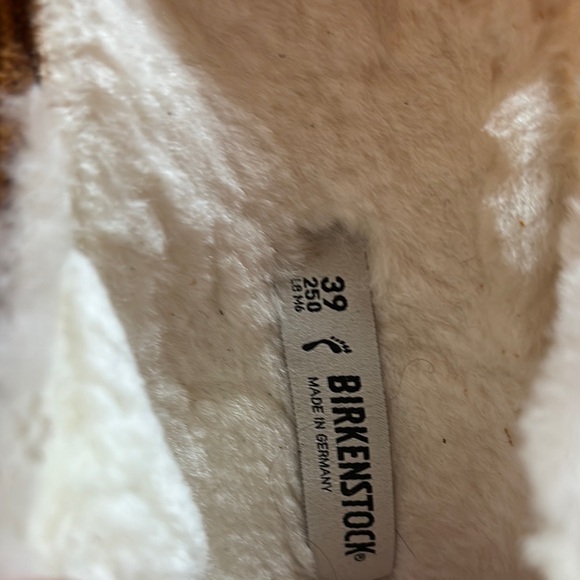 39
250
L8 M6
BIRKENSTOCK®
MADE IN GERMANY